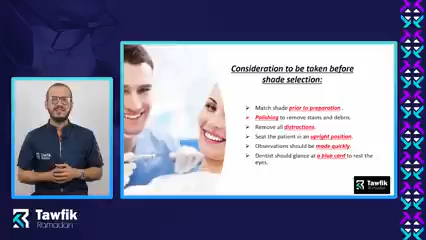 Consideration to be taken before
shade selection:
Match shade prior to preparation .
Polishing to remove stains and debris.
Remove all distractions.
Seat the patient in an upright position.
Observations should be made quickly.
Dentist should glance at a blue card to rest the
eyes.
Tawfik
Ramadan
Tawfik
Ramadan
Tawfik
Ramadan